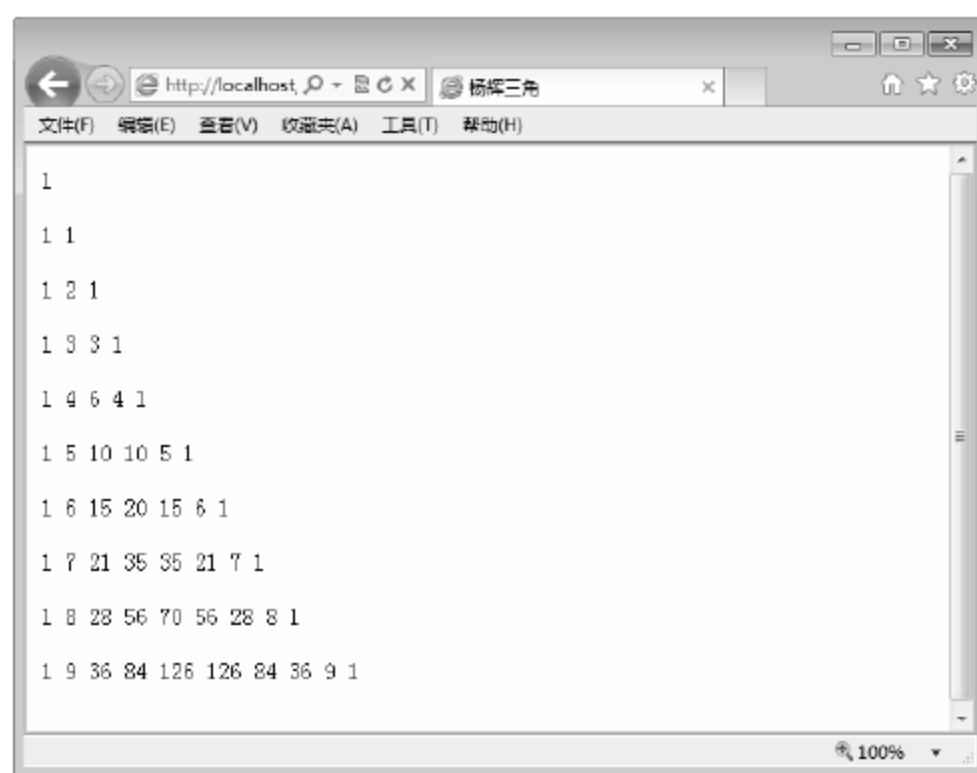 http://localhost 杨辉三角
文件(F) 编辑(E) 查看(V) 收藏夹(A) 工具(T) 帮助(H)
1
1 1
1 2 1
1 3 3 1
1 4 6 4 1
1 5 10 10 5 1
1 6 15 20 15 6 1
1 7 21 35 35 21 7 1
1 8 28 56 70 56 28 8 1
1 9 36 84 126 126 84 36 9 1
100%